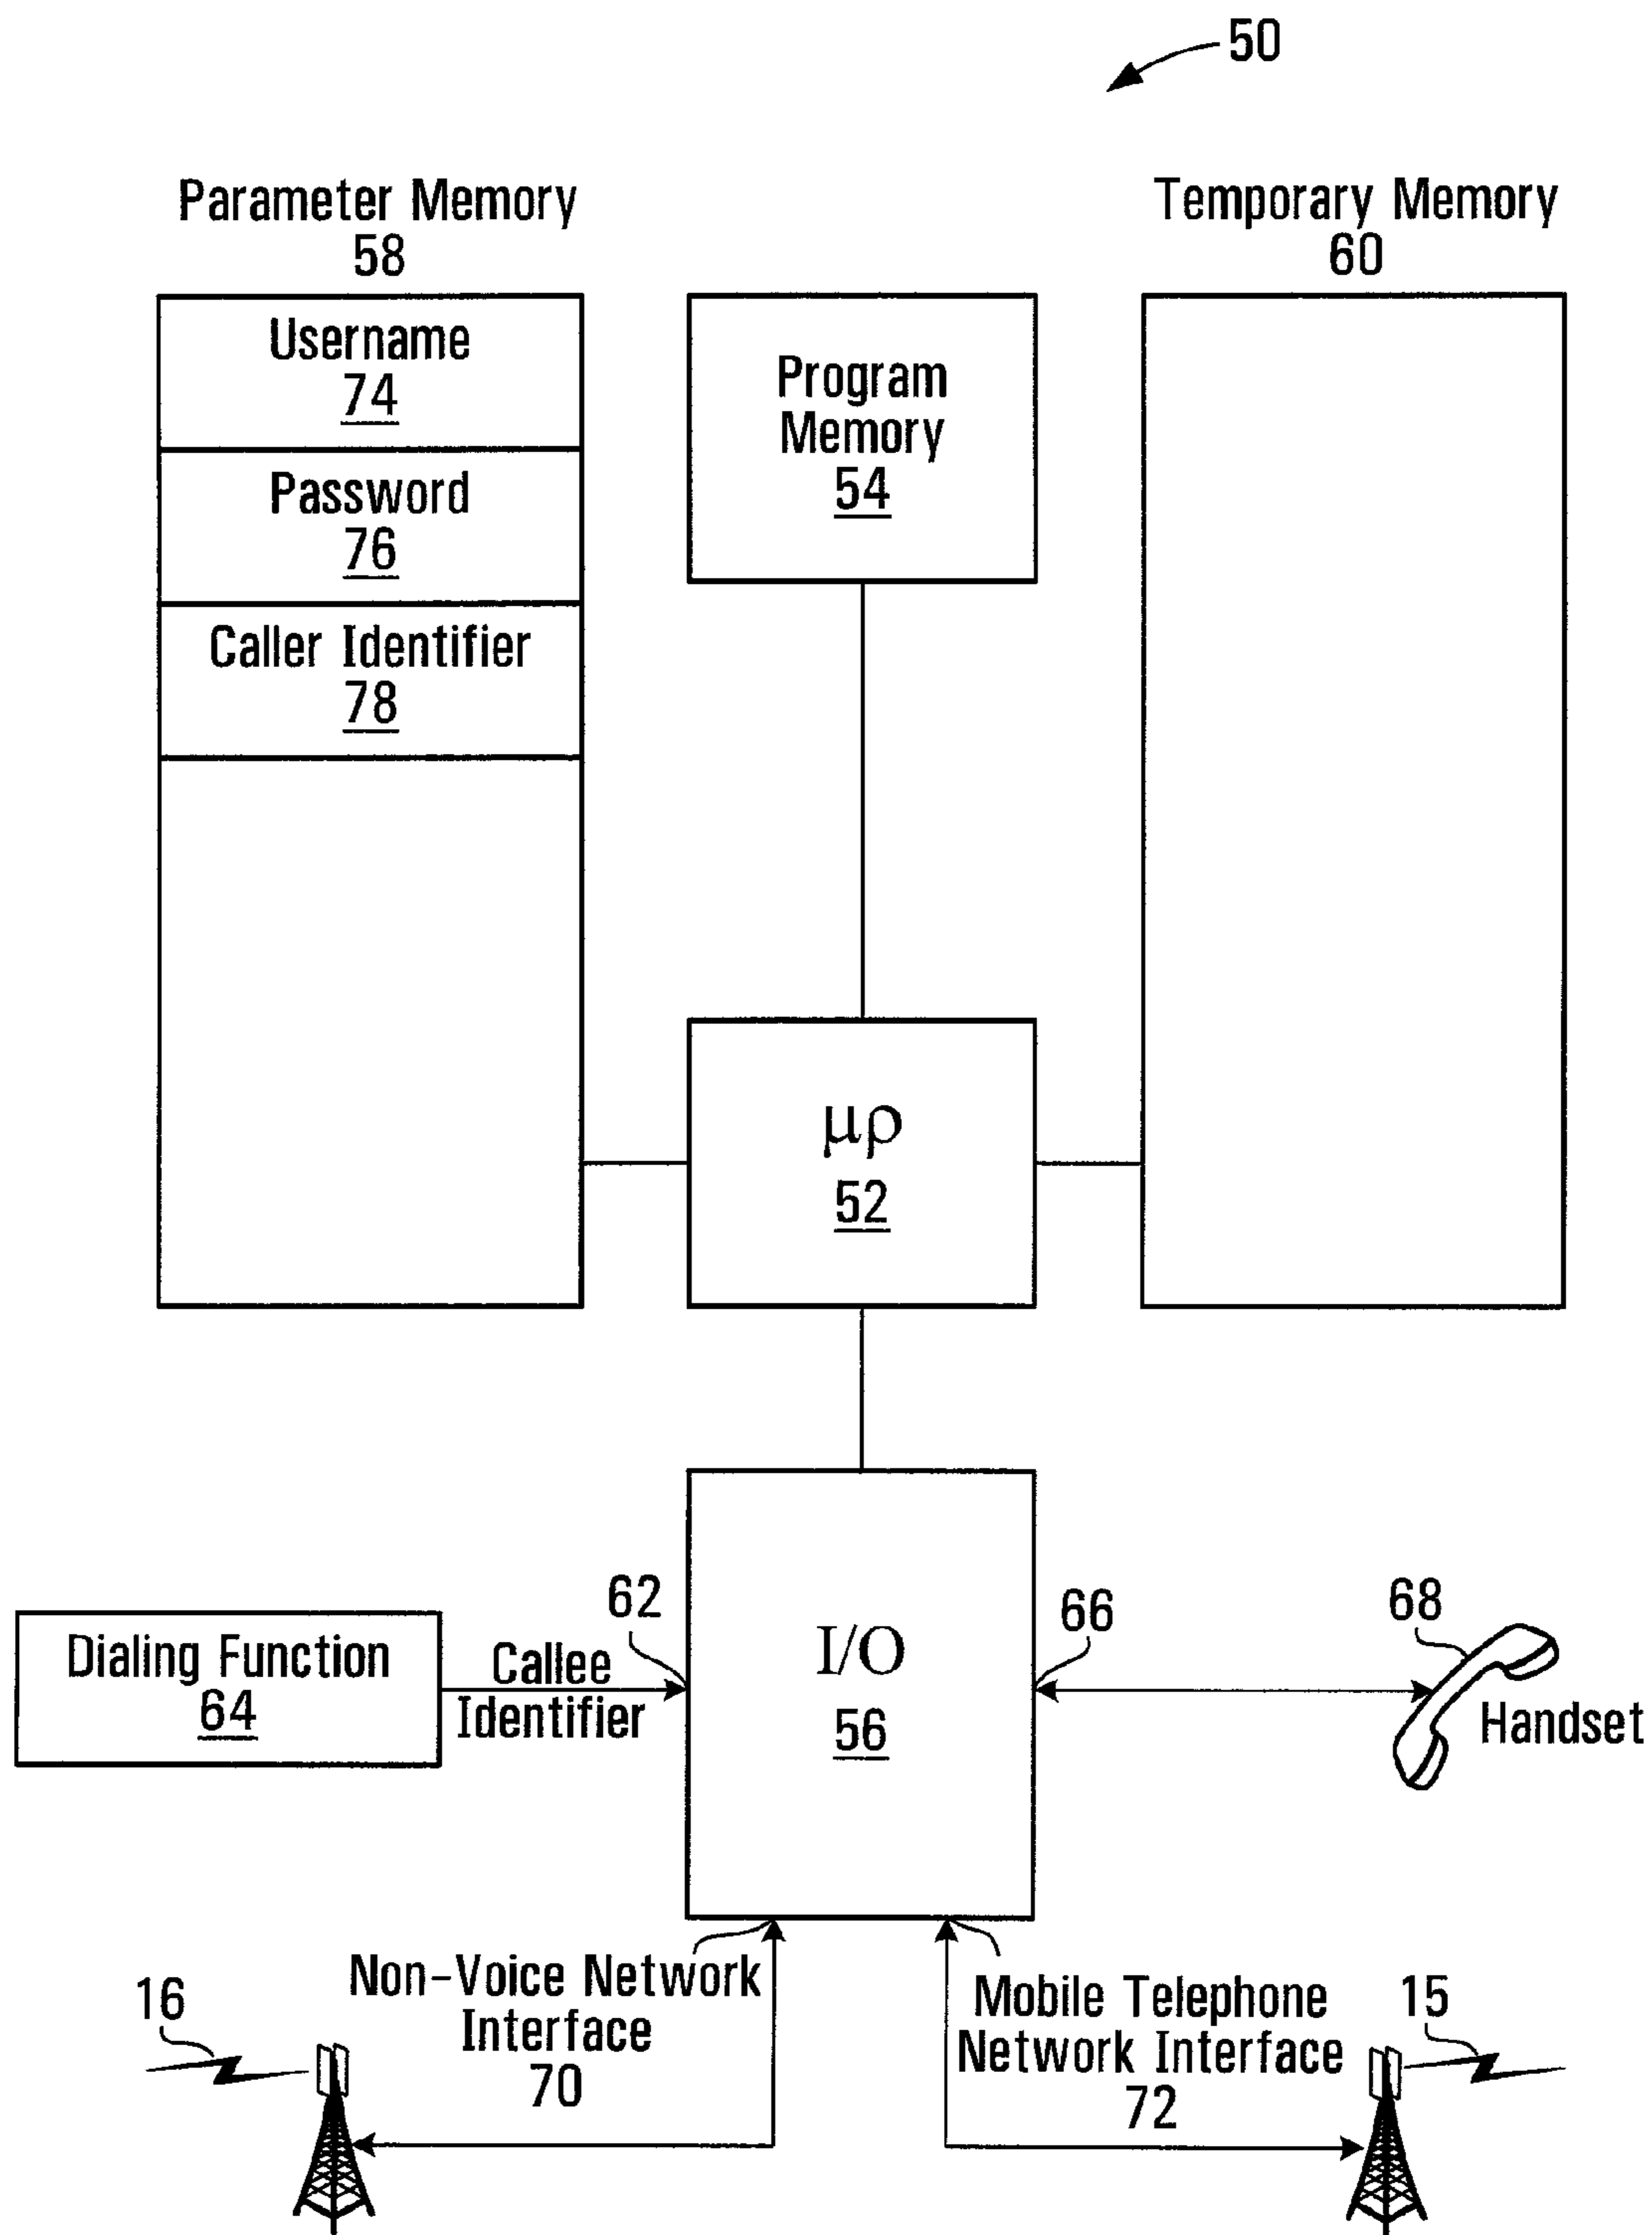 50
Parameter Memory
58
Temporary Memory
60
Username
74
Password
76
Caller Identifier
78
Program
Memory
54
μρ
52
I/O
56
62
66
68
Dialing Function
64
Callee
Identifier
Handset
Non-Voice Network
Interface
70
Mobile Telephone
Network Interface
72
16
15